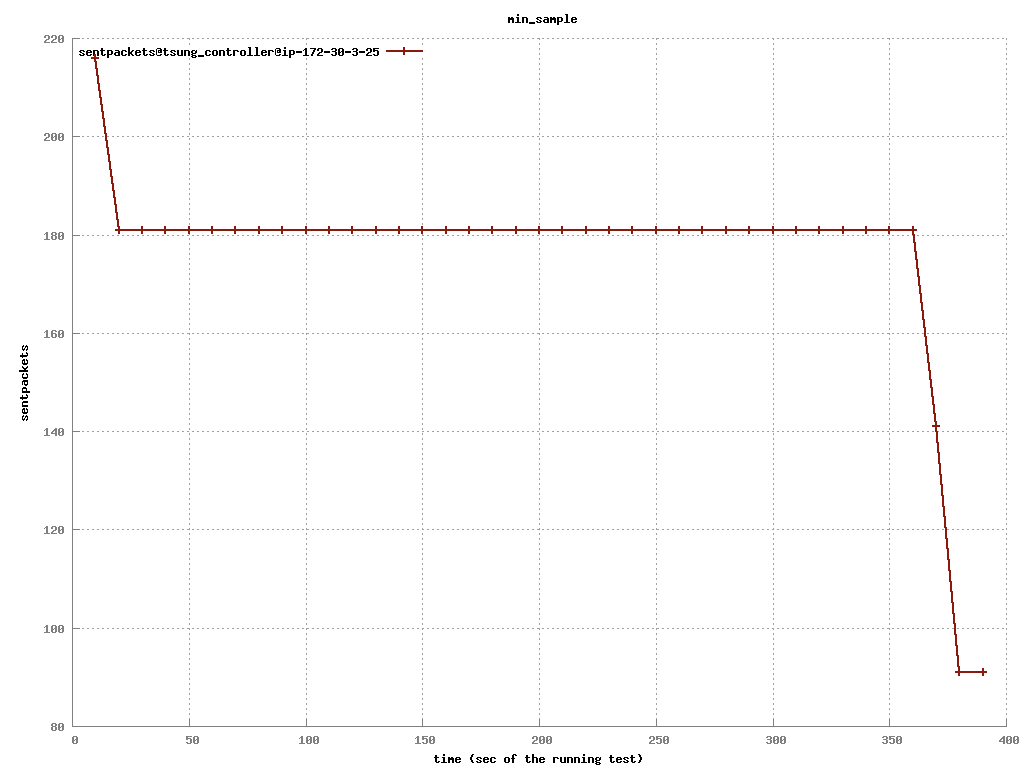 min_sample
220
sentpackets@tsung_controller@ip-172-30-3-25
200
180
160
sentpackets
140
120
100
80
0 50 100 150 200 250 300 350 400
time (sec of the running test)